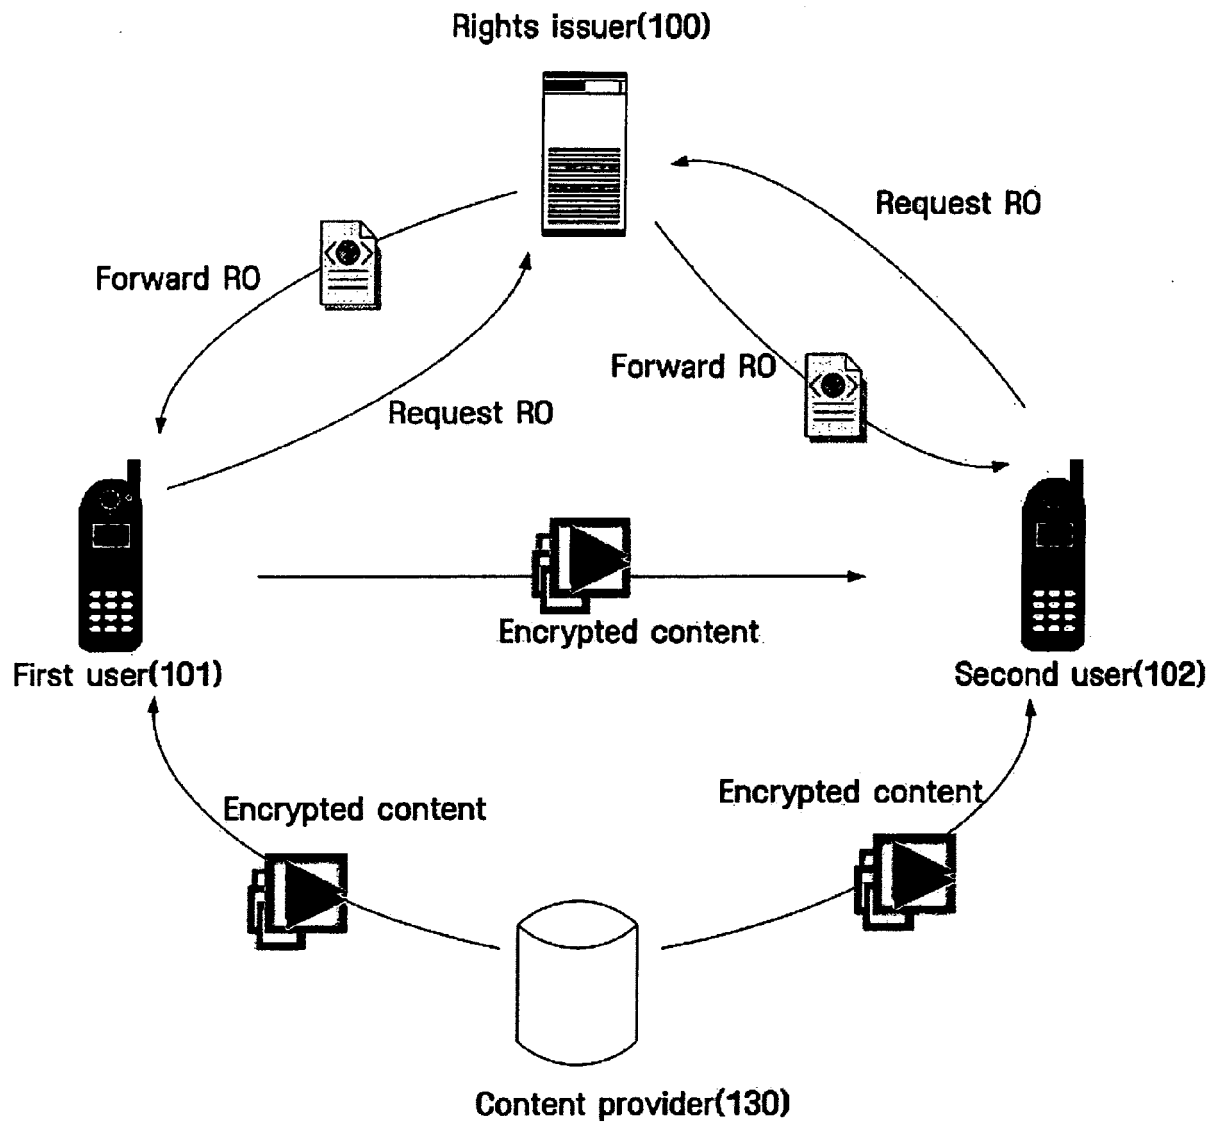 Rights issuer(100)
Request RO
Forward RO
Forward RO
Request RO
Encrypted content
First user(101)
Second user(102)
Encrypted content
Encrypted content
Content provider(130)